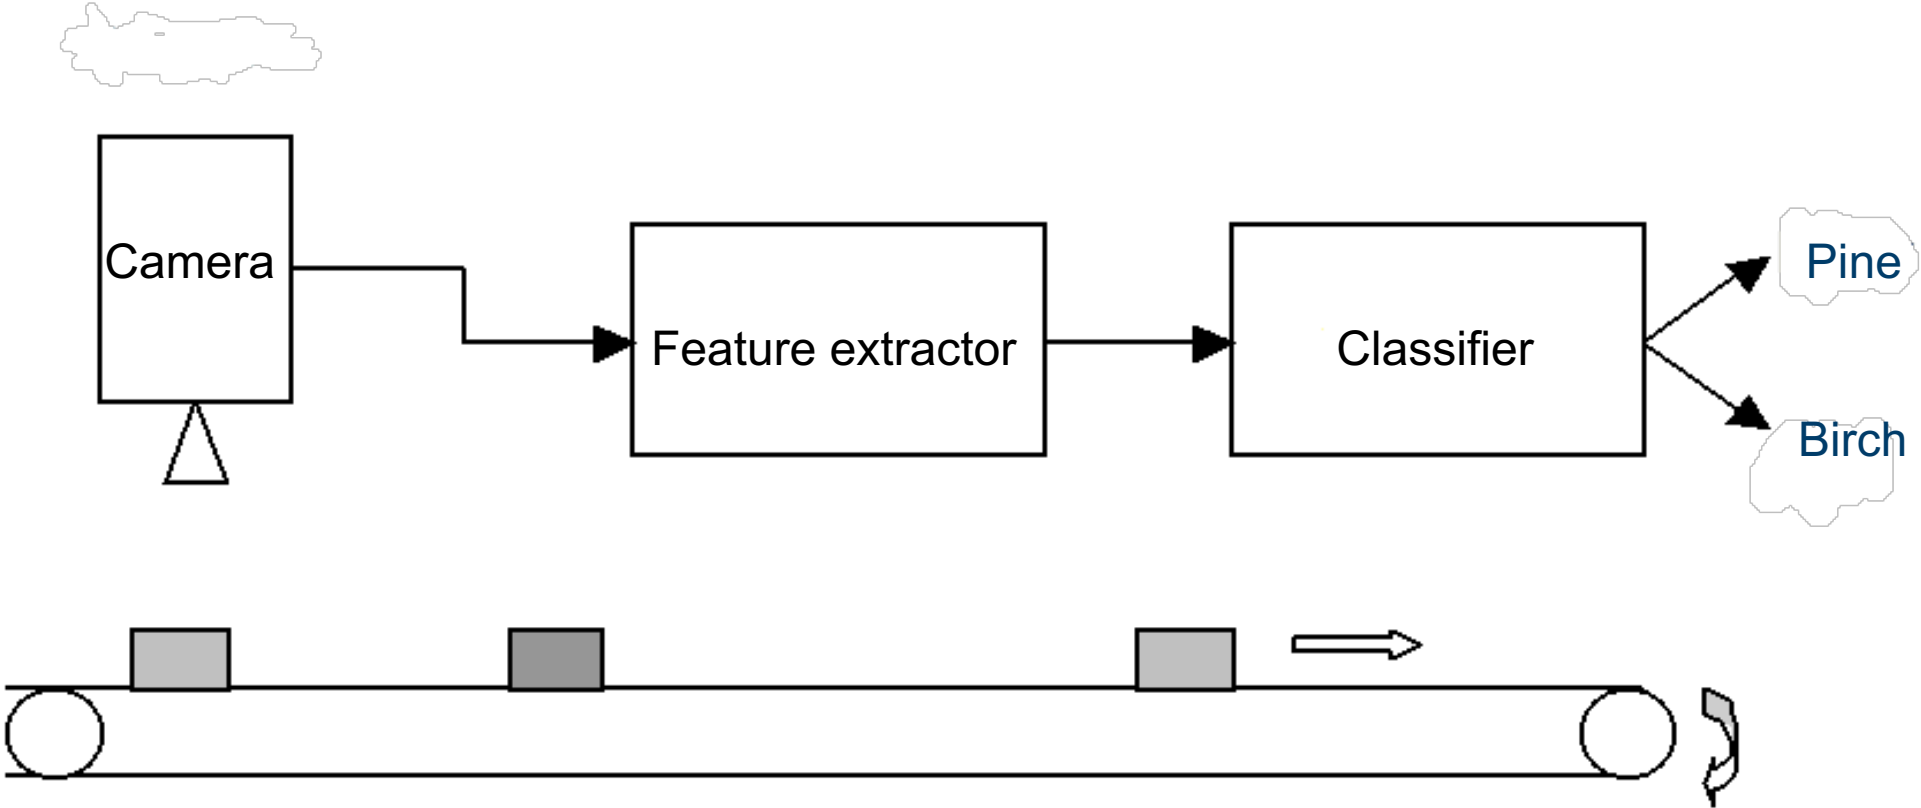 Camera
Feature extractor
Classifier
Pine
Birch